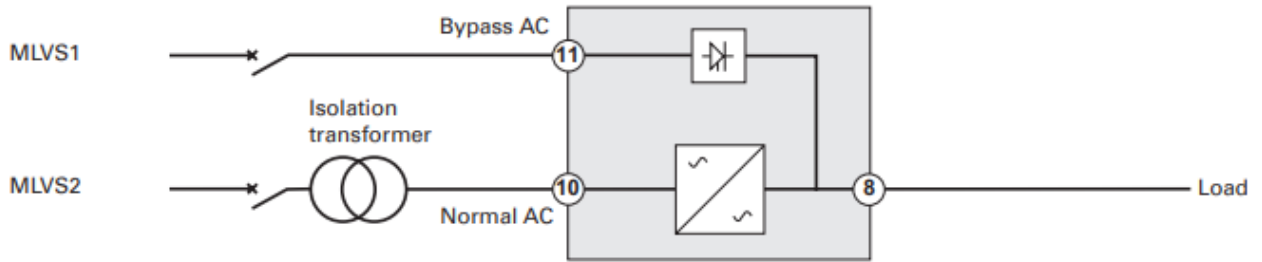 Bypass AC
MLVS1
11
Isolation
transformer
MLVS2
10
8
Load
Normal AC